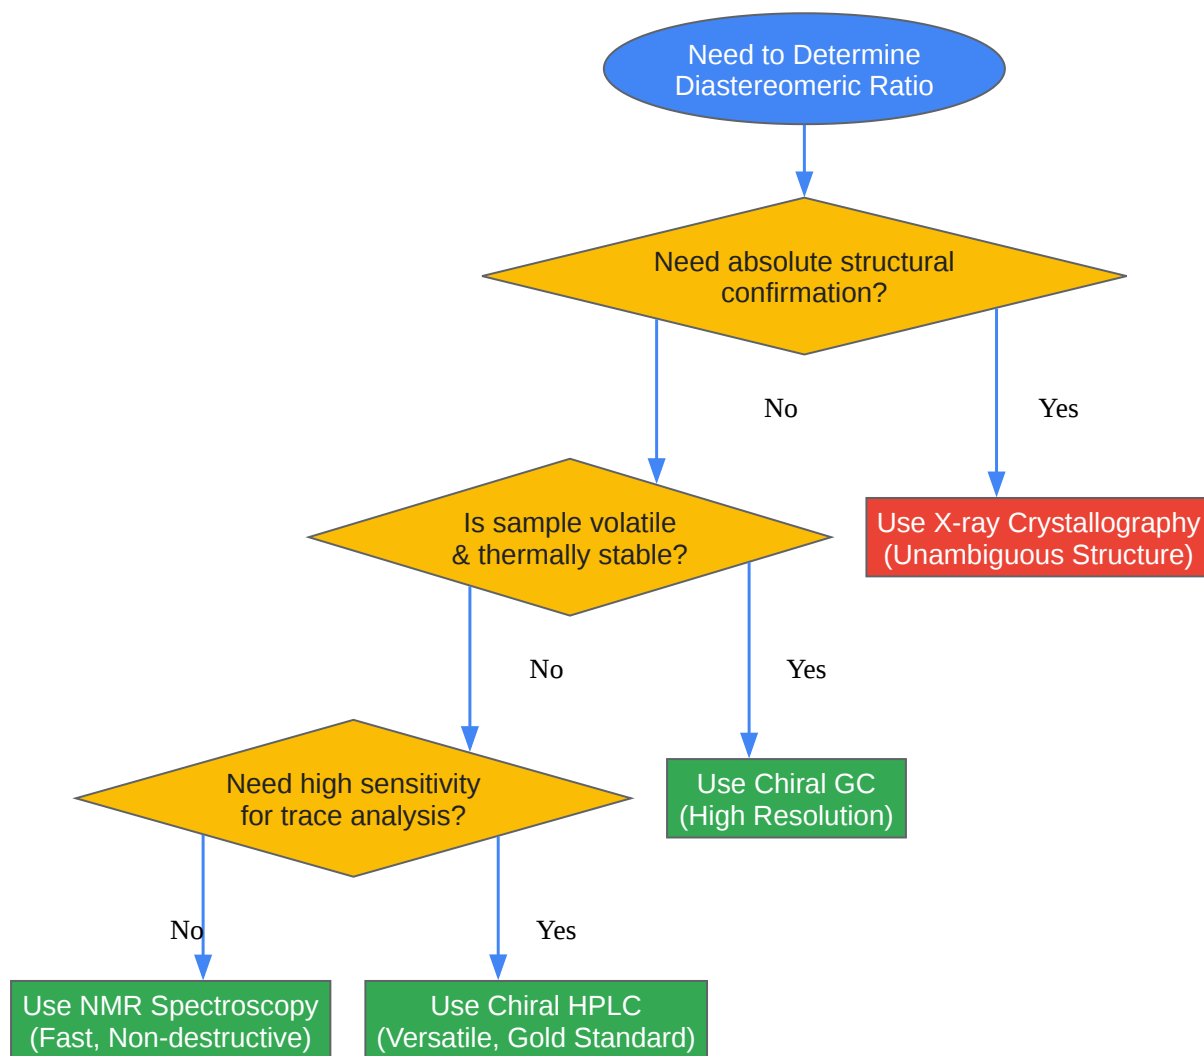 Need to Determine
Diastereomeric Ratio
Need absolute structural
confirmation?
No
Yes
Is sample volatile
& thermally stable?
Use X-ray Crystallography
(Unambiguous Structure)
No
Yes
Need high sensitivity
for trace analysis?
Use Chiral GC
(High Resolution)
No
Yes
Use NMR Spectroscopy
(Fast, Non-destructive)
Use Chiral HPLC
(Versatile, Gold Standard)